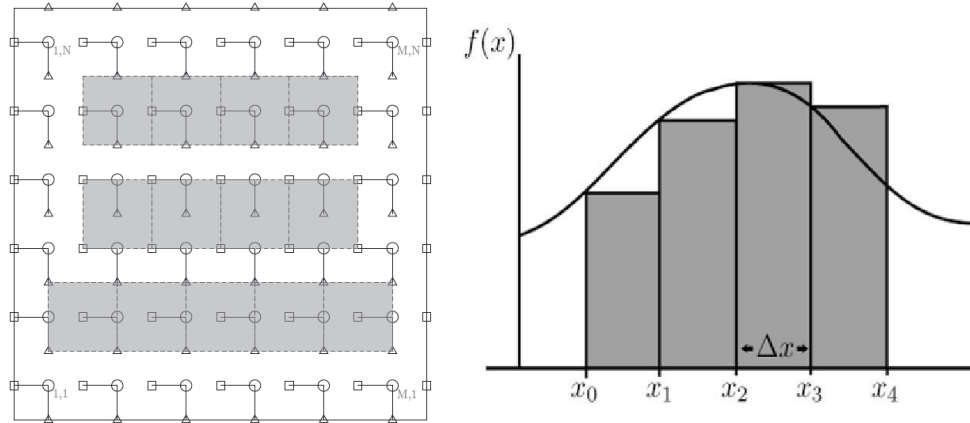 1,N
M,N
1,1
M,1
f(x)
Δx
x₀ x₁ x₂ x₃ x₄